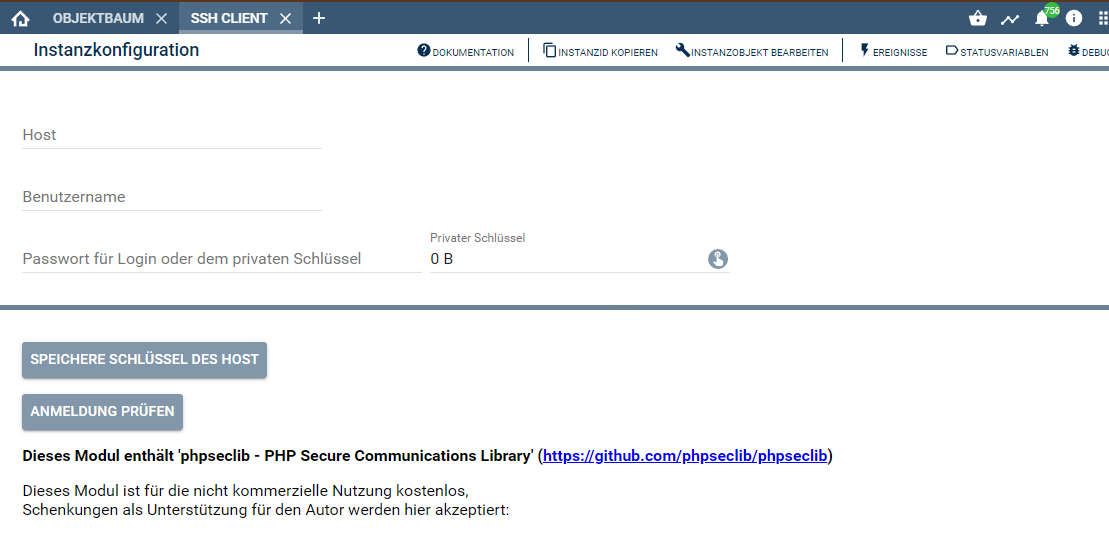 OBJEKTBAUM SSH CLIENT 756
Instanzkonfiguration DOKUMENTATION INSTANZID KOPIEREN INSTANZOBJEKT BEARBEITEN EREIGNISSE STATUSVARIABLEN DEBUG
Host
Benutzername
Privater Schlüssel
Passwort für Login oder dem privaten Schlüssel 0 B
SPEICHERE SCHLÜSSEL DES HOST
ANMELDUNG PRÜFEN
Dieses Modul enthält 'phpseclib - PHP Secure Communications Library' (https://github.com/phpseclib/phpseclib)
Dieses Modul ist für die nicht kommerzielle Nutzung kostenlos,
Schenkungen als Unterstützung für den Autor werden hier akzeptiert: